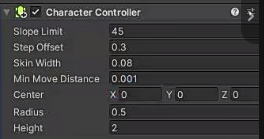 Character Controller
Slope Limit 45
Step Offset 0.3
Skin Width 0.08
Min Move Distance 0.001
Center X 0 Y 0 Z 0
Radius 0.5
Height 2